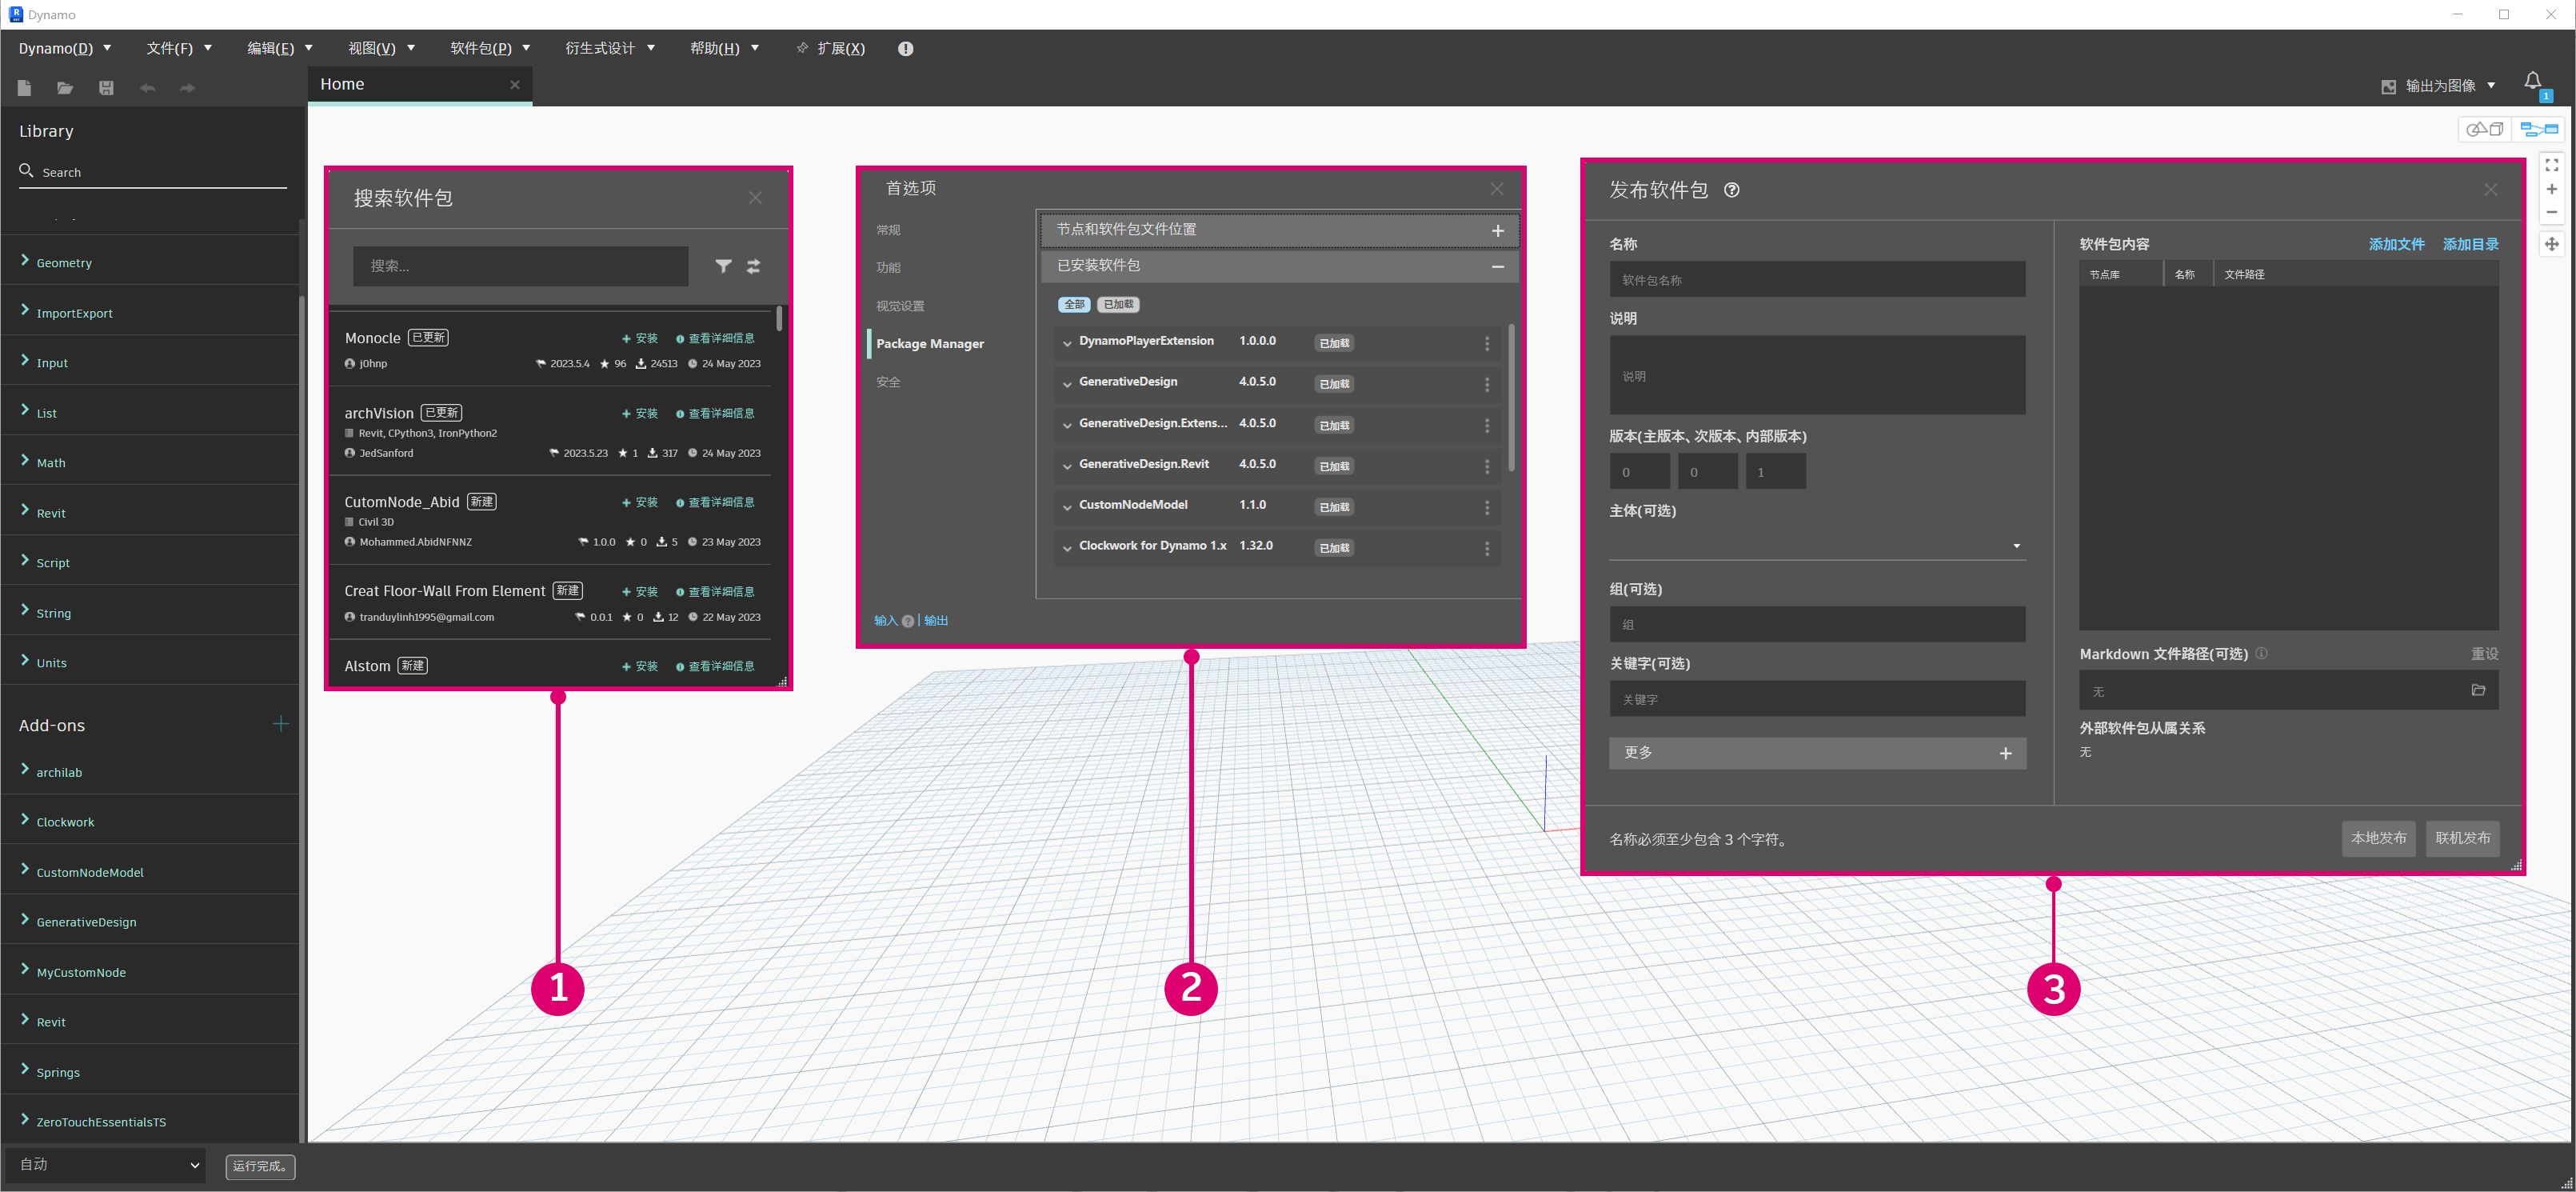 Dynamo
Dynamo(D) 文件(F) 编辑(E) 视图(V) 软件包(P) 衍生式设计 帮助(H) 扩展(X)
Home
输出为图像
1
Library
Search
Geometry
ImportExport
Input
List
Math
Revit
Script
String
Units
Add-ons
archilab
Clockwork
CustomNodeModel
GenerativeDesign
MyCustomNode
Revit
Springs
ZeroTouchEssentialsTS
自动
运行完成。
搜索软件包
搜索...
Monocle 已更新 安装 查看详细信息
j0hnp 2023.5.4 96 24513 24 May 2023
archVision 已更新 安装 查看详细信息
Revit, CPython3, IronPython2
JedSanford 2023.5.23 1 317 24 May 2023
CutomNode_Abid 新建 安装 查看详细信息
Civil 3D
Mohammed.AbidNFNNZ 1.0.0 0 5 23 May 2023
Creat Floor-Wall From Element 新建 安装 查看详细信息
tranduylinh1995@gmail.com 0.0.1 0 12 22 May 2023
Alstom 新建 安装 查看详细信息
1
首选项
常规
功能
视觉设置
Package Manager
安全
节点和软件包文件位置
已安装软件包
全部 已加载
DynamoPlayerExtension 1.0.0.0 已加载
GenerativeDesign 4.0.5.0 已加载
GenerativeDesign.Extens... 4.0.5.0 已加载
GenerativeDesign.Revit 4.0.5.0 已加载
CustomNodeModel 1.1.0 已加载
Clockwork for Dynamo 1.x 1.32.0 已加载
输入 | 输出
2
发布软件包
名称
软件包名称
说明
说明
版本(主版本、次版本、内部版本)
0 0 1
主体(可选)
组(可选)
组
关键字(可选)
关键字
更多
软件包内容 添加文件 添加目录
节点库 名称 文件路径
Markdown 文件路径(可选) 重设
无
外部软件包从属关系
无
名称必须至少包含 3 个字符。
本地发布 联机发布
3